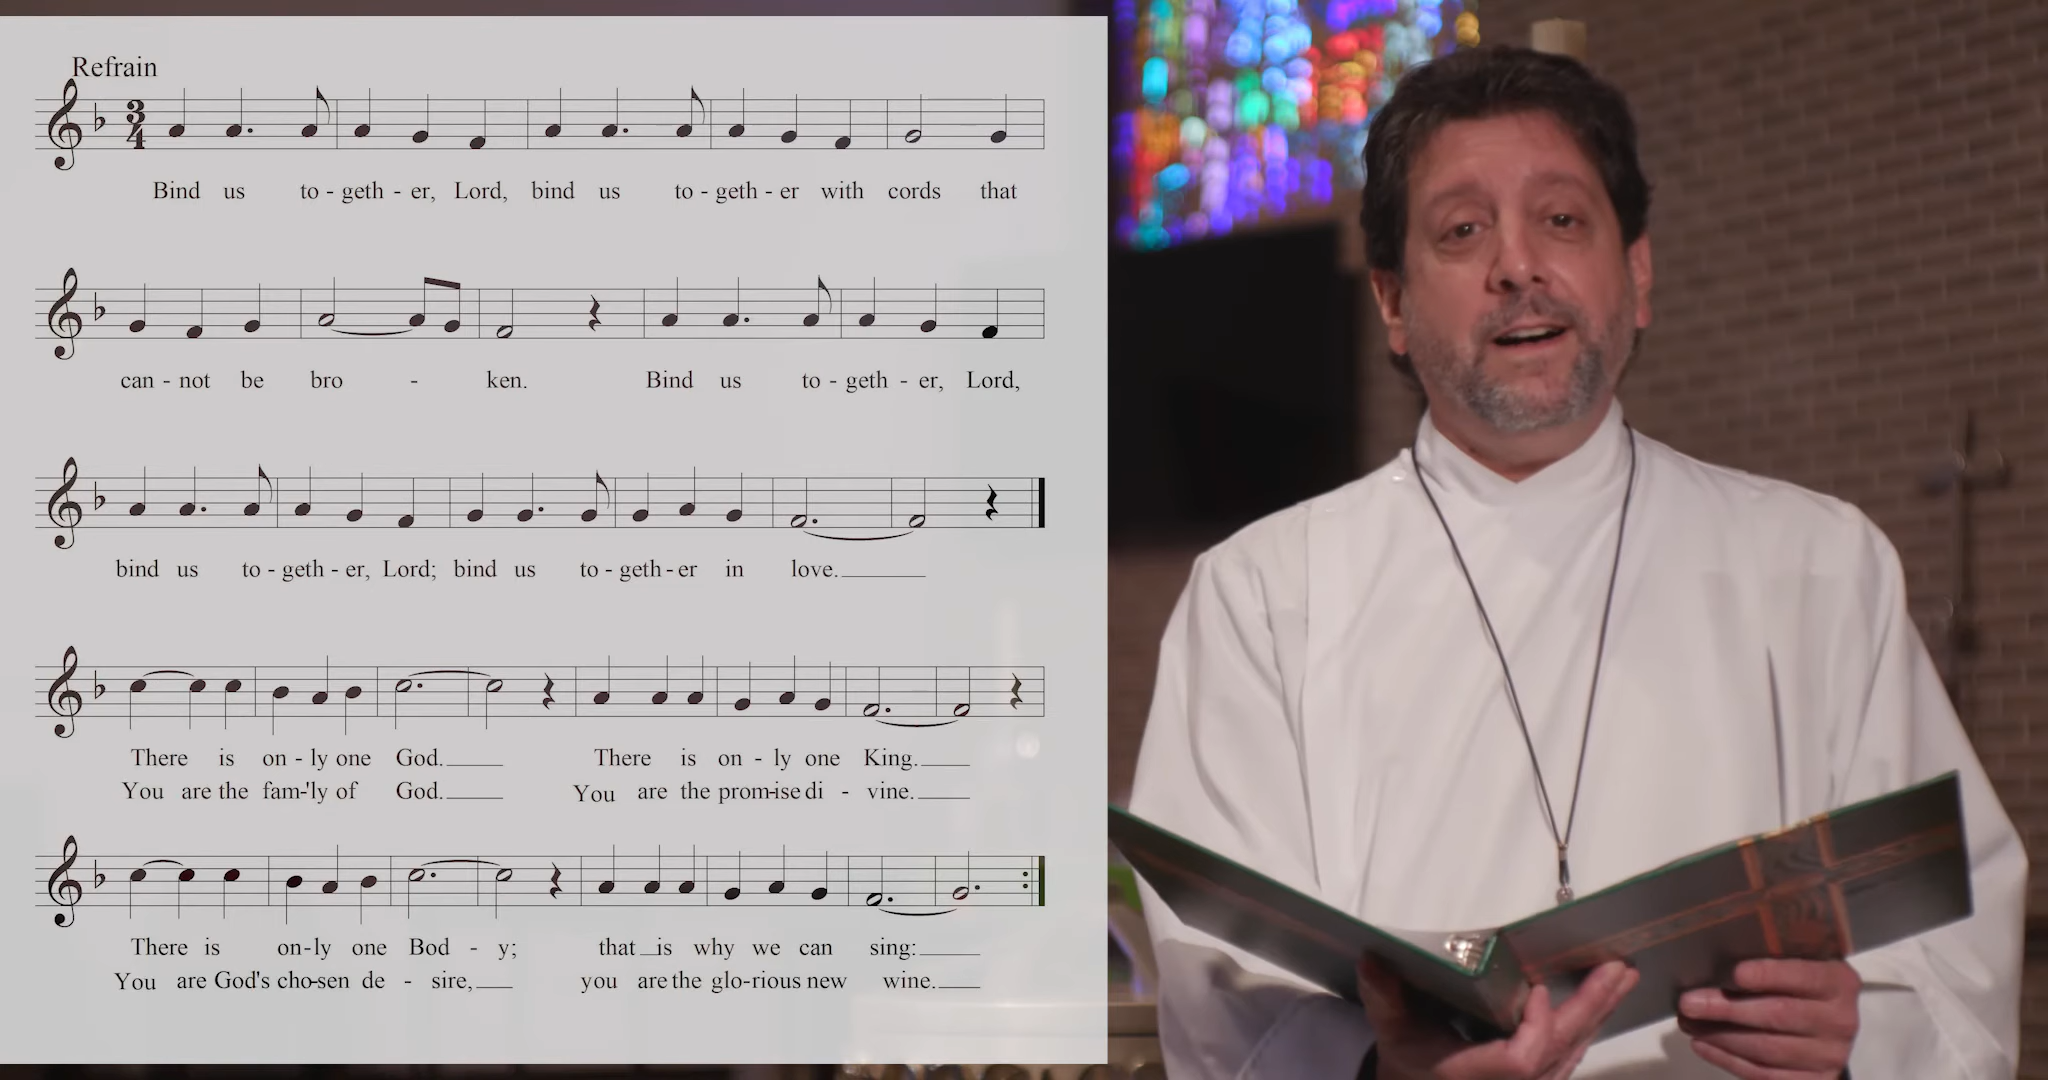 Refrain
3
4
Bind us to - geth - er, Lord, bind us to - geth - er with cords that
can - not be bro - ken. Bind us to - geth - er, Lord,
bind us to - geth - er, Lord; bind us to - geth - er in love.
There is on - ly one God. There is on - ly one King.
You are the fam-'ly of God. You are the prom-ise di - vine.
There is on-ly one Bod - y; that is why we can sing:
You are God's cho-sen de - sire, you are the glo-rious new wine.